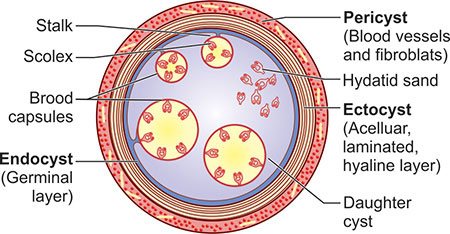 Stalk
Scolex
Brood
capsules
Endocyst
(Germinal
layer)
Pericyst
(Blood vessels
and fibroblats)
Hydatid sand
Ectocyst
(Acelluar,
laminated,
hyaline layer)
Daughter
cyst